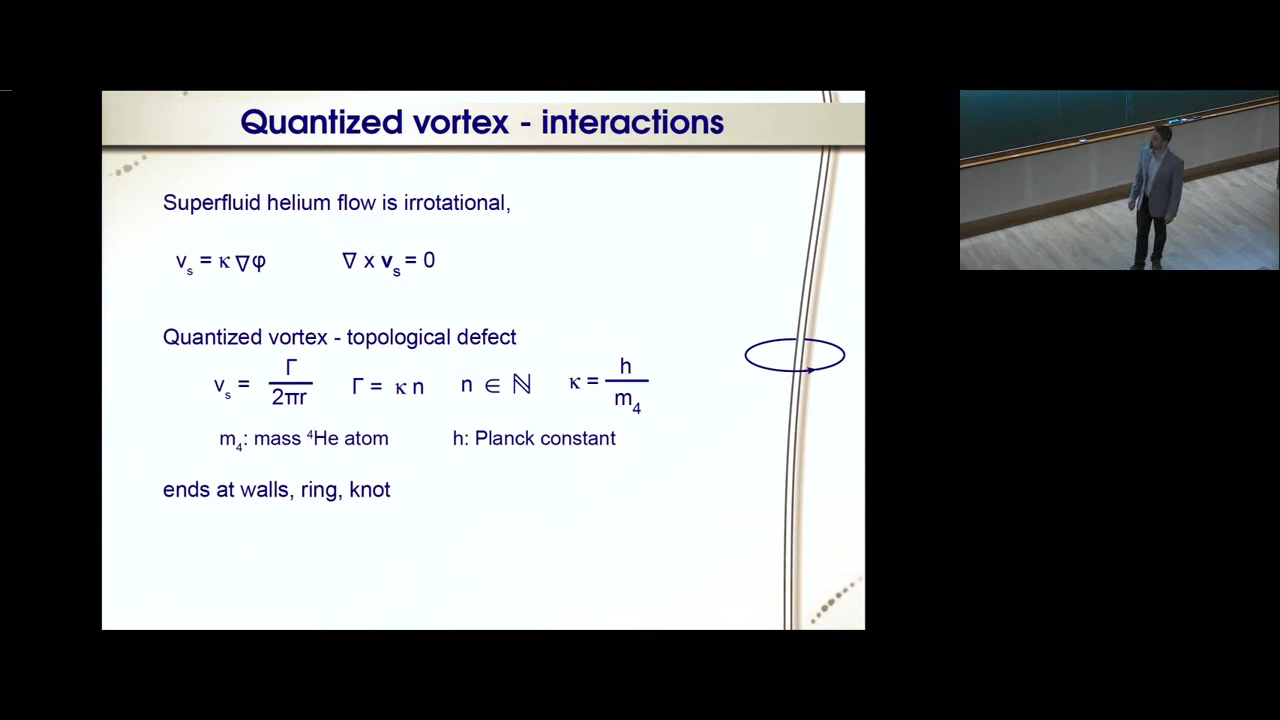 Quantized vortex - interactions
Superfluid helium flow is irrotational,
vₛ = κ ∇φ ∇ x vₛ = 0
Quantized vortex - topological defect
vₛ = Γ / 2πr Γ = κ n n ∈ ℕ κ = h / m₄
m₄: mass ⁴He atom h: Planck constant
ends at walls, ring, knot